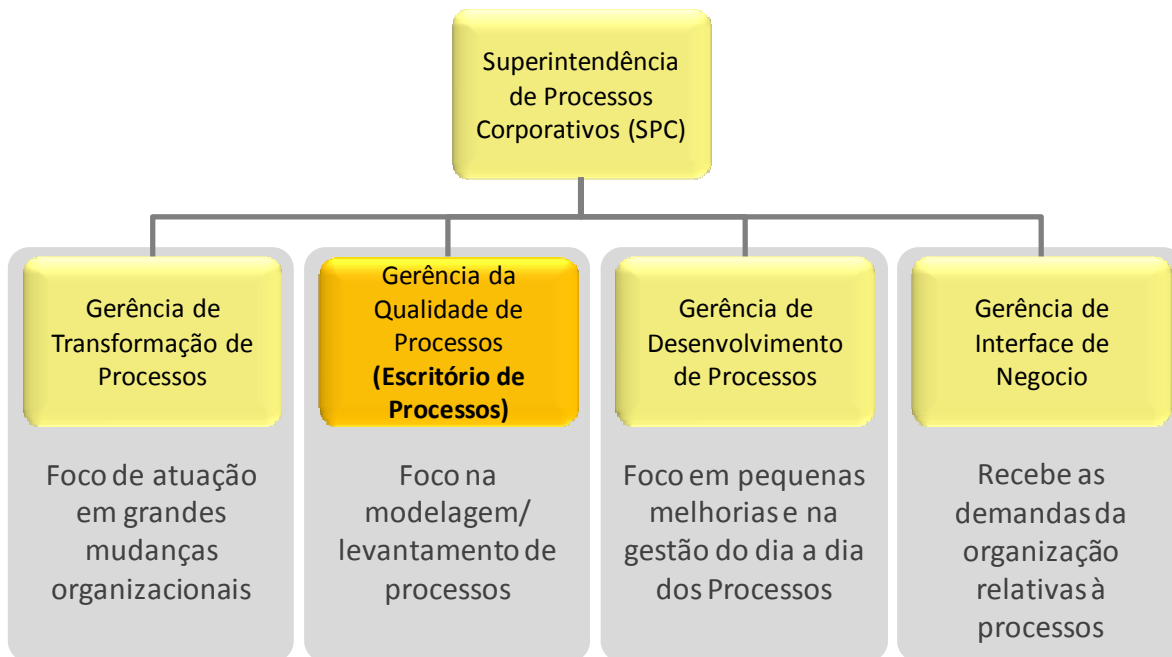 Superintendência
de Processos
Corporativos (SPC)
Gerência de
Transformação de
Processos
Gerência da
Qualidade de
Processos
(Escritório de
Processos)
Gerência de
Desenvolvimento
de Processos
Gerência de
Interface de
Negocio
Foco de atuação
em grandes
mudanças
organizacionais
Foco na
modelagem/
levantamento de
processos
Foco em pequenas
melhorias e na
gestão do dia a dia
dos Processos
Recebe as
demandas da
organização
relativas à
processos